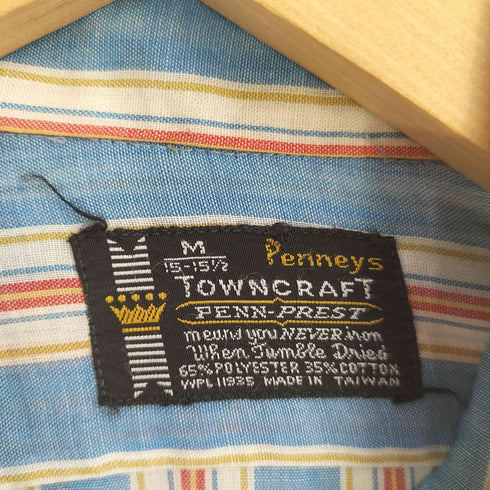 M
15-15½
Penneys
TOWNCRAFT
PENN-PREST
means you NEVER iron
When Tumble Dried
65% POLYESTER 35% COTTON
WPL 11935 MADE IN TAIWAN